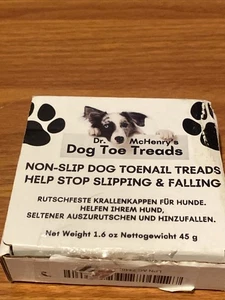 Dr. McHenry's
Dog Toe Treads
NON-SLIP DOG TOENAIL TREADS
HELP STOP SLIPPING & FALLING
RUTSCHFESTE KRALLENKAPPEN FÜR HUNDE.
HELFEN IHREM HUND,
SELTENER AUSZURUTSCHEN UND HINZUFALLEN.
Net Weight 1.6 oz Nettogewicht 45 g